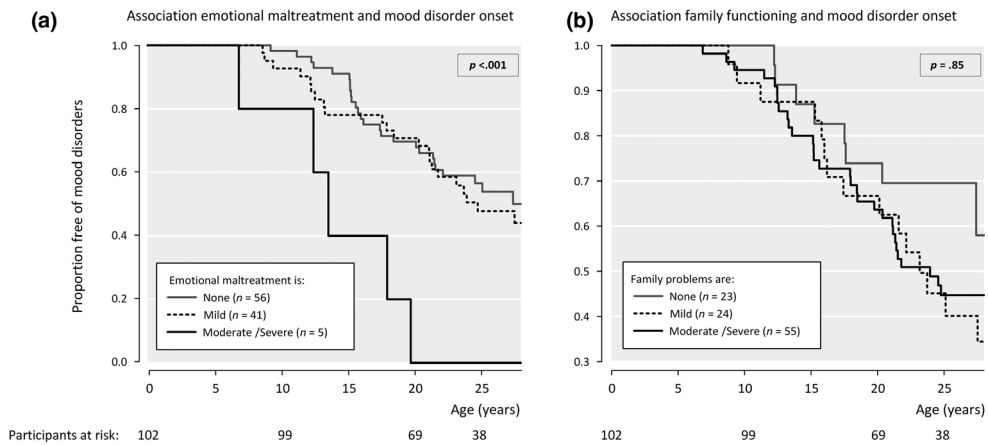 (a) Association emotional maltreatment and mood disorder onset
p <.001
Proportion free of mood disorders
1.0
0.8
0.6
0.4
0.2
0.0
Emotional maltreatment is:
None (n = 56)
Mild (n = 41)
Moderate /Severe (n = 5)
0 5 10 15 20 25
Age (years)
Participants at risk: 102 99 69 38
(b) Association family functioning and mood disorder onset
p = .85
1.0
0.9
0.8
0.7
0.6
0.5
0.4
0.3
Family problems are:
None (n = 23)
Mild (n = 24)
Moderate /Severe (n = 55)
0 5 10 15 20 25
Age (years)
102 99 69 38